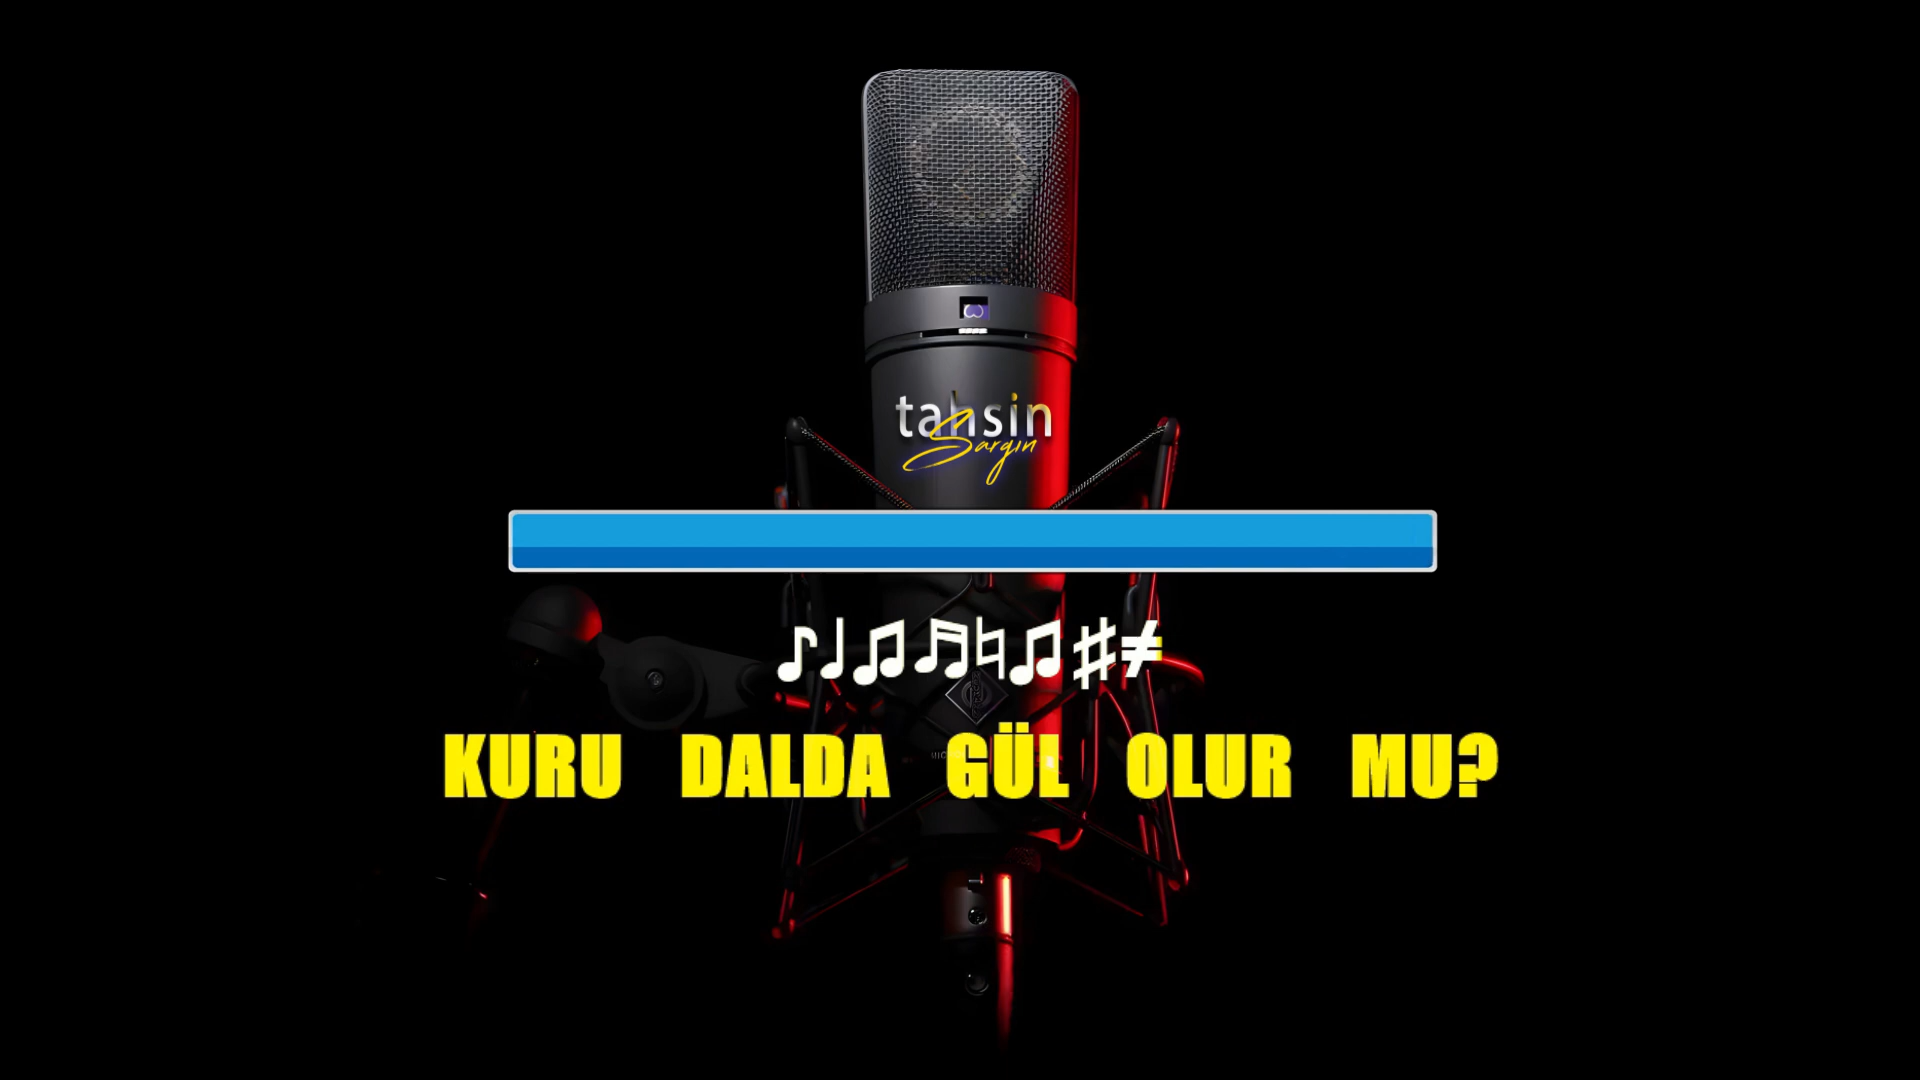 tahsin
Sargın
♪♩♫♬♮♫♯≠
KURU DALDA GÜL OLUR MU?